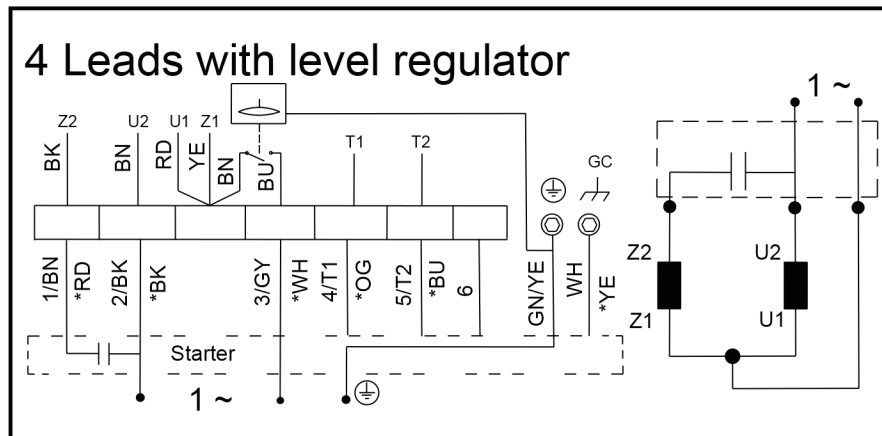 4 Leads with level regulator
1 ~
Z2 U2 U1 Z1
T1 T2
GC
BK BN RD YE BN BU
1/BN *RD 2/BK *BK 3/GY *WH 4/T1 *OG 5/T2 *BU 6 GN/YE WH *YE
Z2 U2
Z1 U1
Starter
1 ~